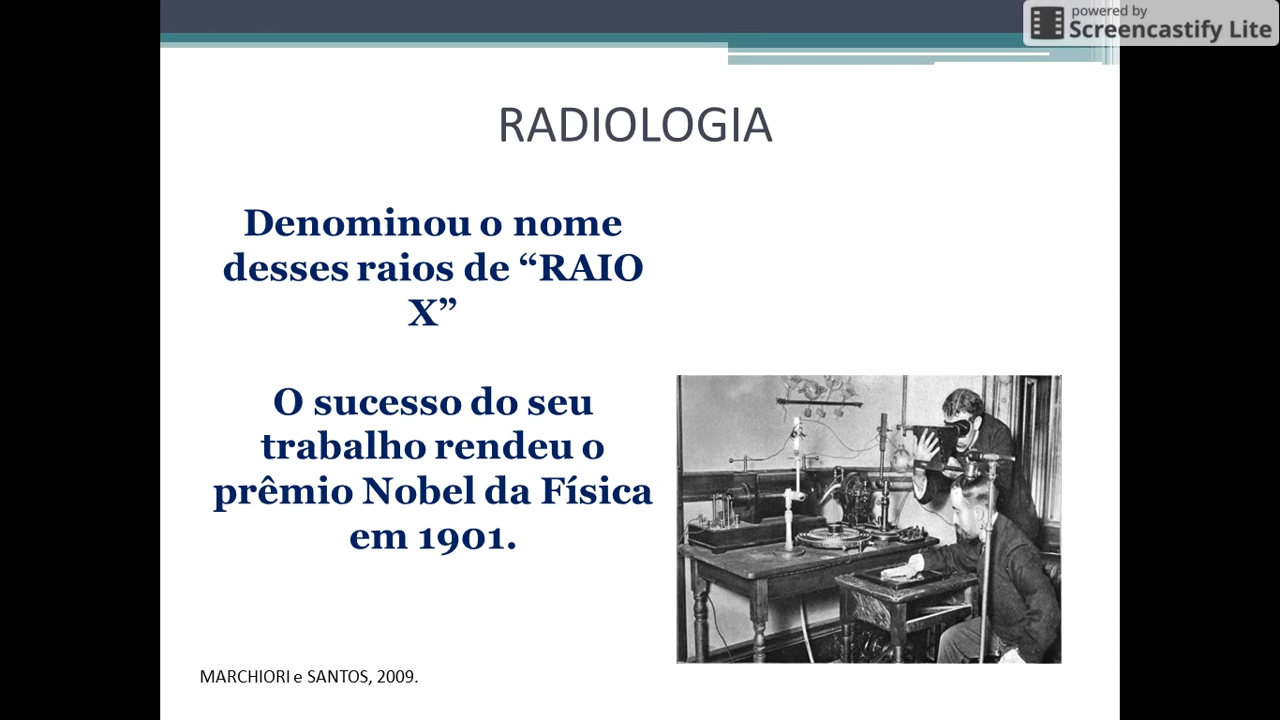 powered by
Screencastify Lite
RADIOLOGIA
Denominou o nome
desses raios de “RAIO
X”
O sucesso do seu
trabalho rendeu o
prêmio Nobel da Física
em 1901.
MARCHIORI e SANTOS, 2009.